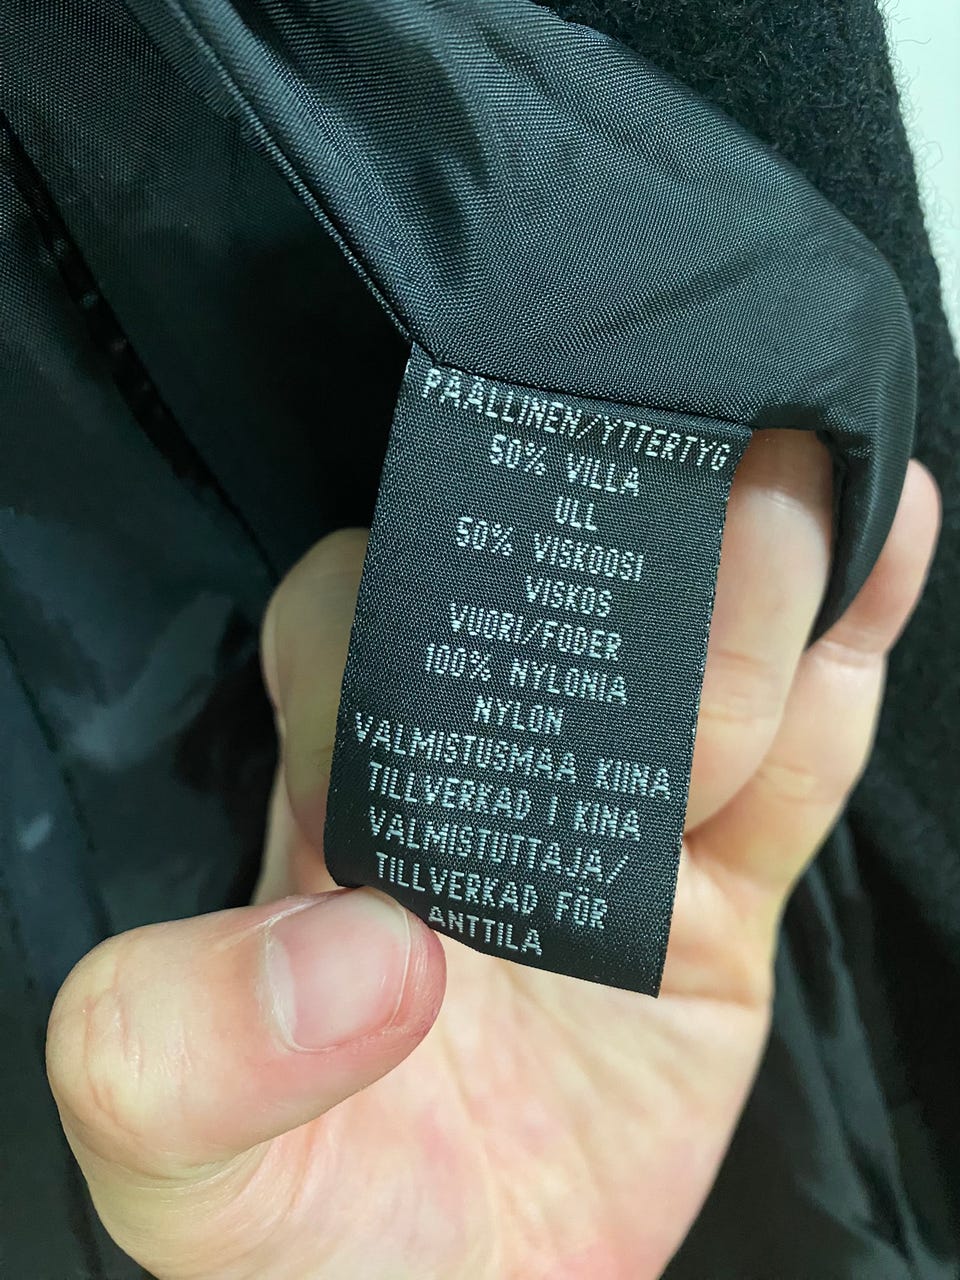 PÄÄLLINEN/YTTERTYG
50% VILLA
ULL
50% VISKOOSI
VISKOS
VUORI/FODER
100% NYLONIA
NYLON
VALMISTUSMAA KIINA
TILLVERKAD I KINA
VALMISTUTTAJA/
TILLVERKAD FÖR
ANTTILA